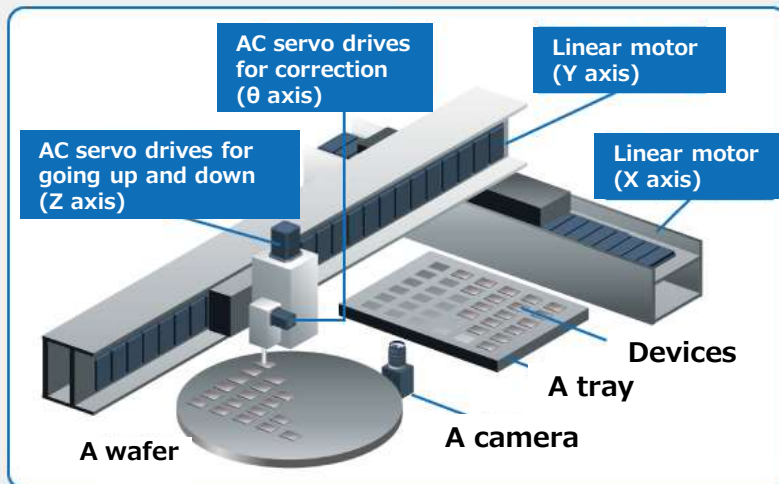 AC servo drives
for correction
(θ axis)
Linear motor
(Y axis)
AC servo drives for
going up and down
(Z axis)
Linear motor
(X axis)
Devices
A tray
A camera
A wafer